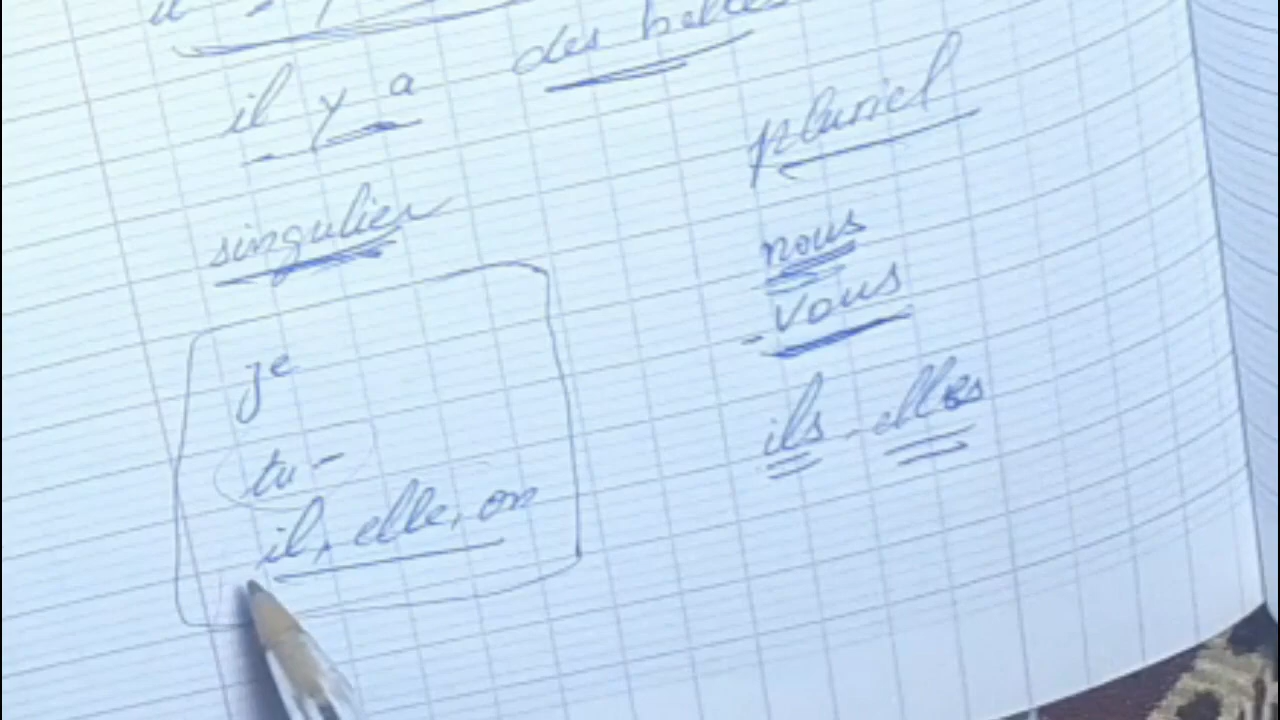 il y a
des belles
singulier
je
tu -
il, elle, on
pluriel
nous
- vous
ils - elles